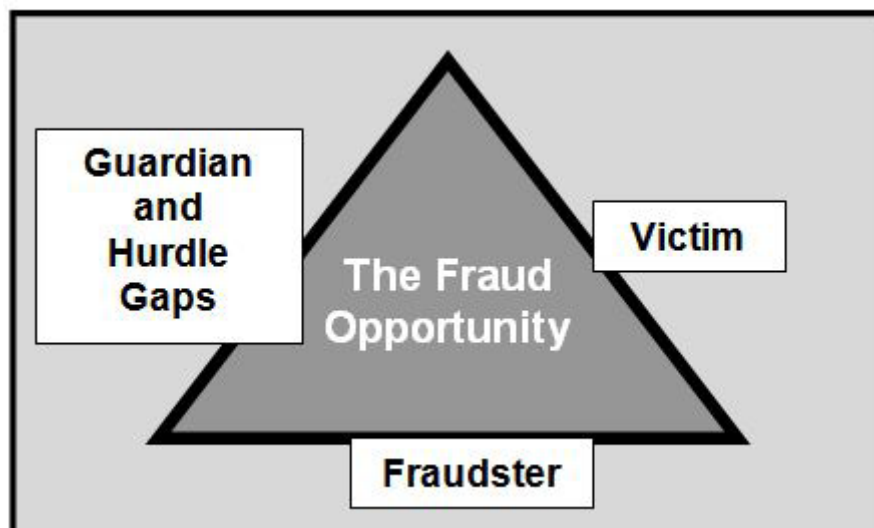 Guardian
and
Hurdle
Gaps
Victim
The Fraud
Opportunity
Fraudster